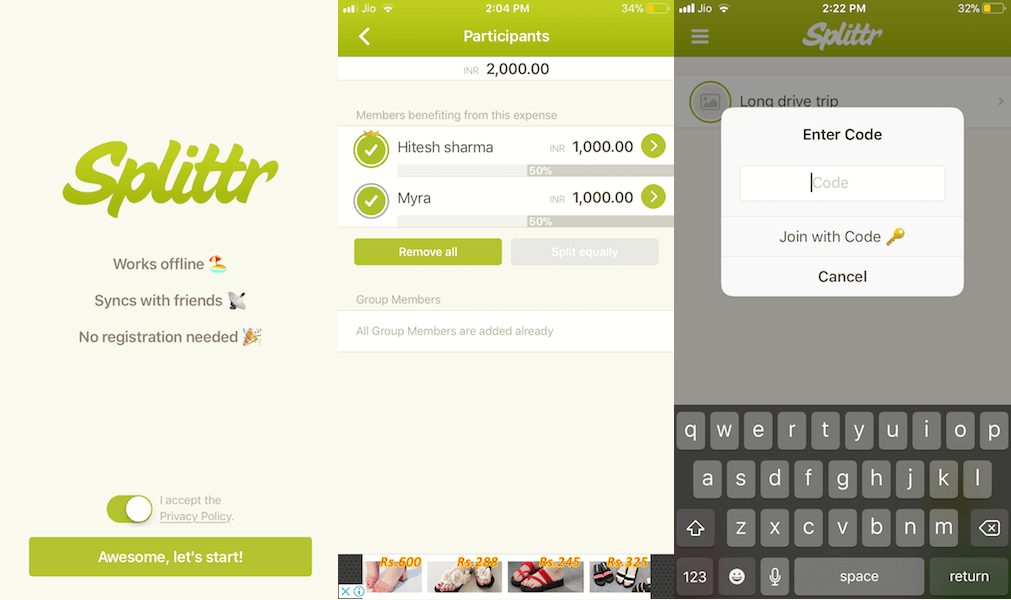 Splittr
Works offline 🏖️
Syncs with friends 📡
No registration needed 🎉
I accept the
Privacy Policy.
Awesome, let's start!
Jio 2:04 PM 34%
Participants
INR 2,000.00
Members benefiting from this expense
Hitesh sharma INR 1,000.00
50%
Myra INR 1,000.00
50%
Remove all Split equally
Group Members
All Group Members are added already
Rs.600 Rs.288 Rs.245 Rs.325
Jio 2:22 PM 32%
Splittr
Long drive trip
Enter Code
Code
Join with Code 🔑
Cancel
q w e r t y u i o p
a s d f g h j k l
z x c v b n m
123 space return